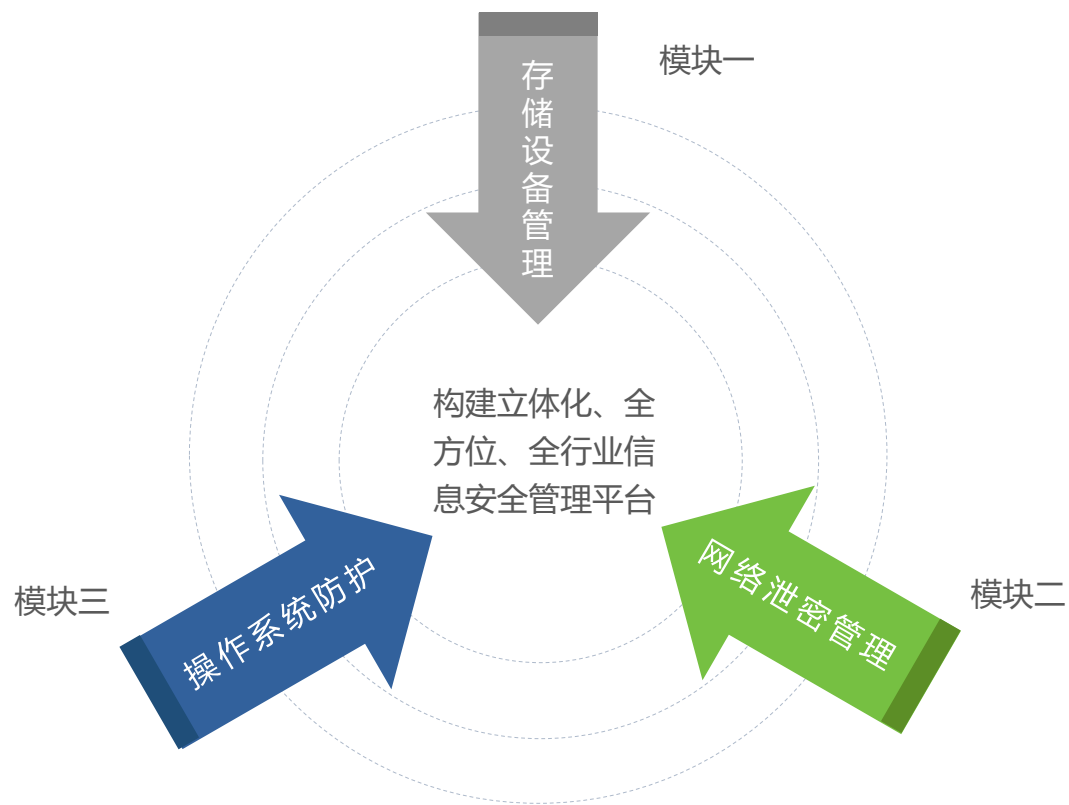 模块一
存储设备管理
构建立体化、全
方位、全行业信
息安全管理平台
模块三
操作系统防护
网络泄密管理
模块二